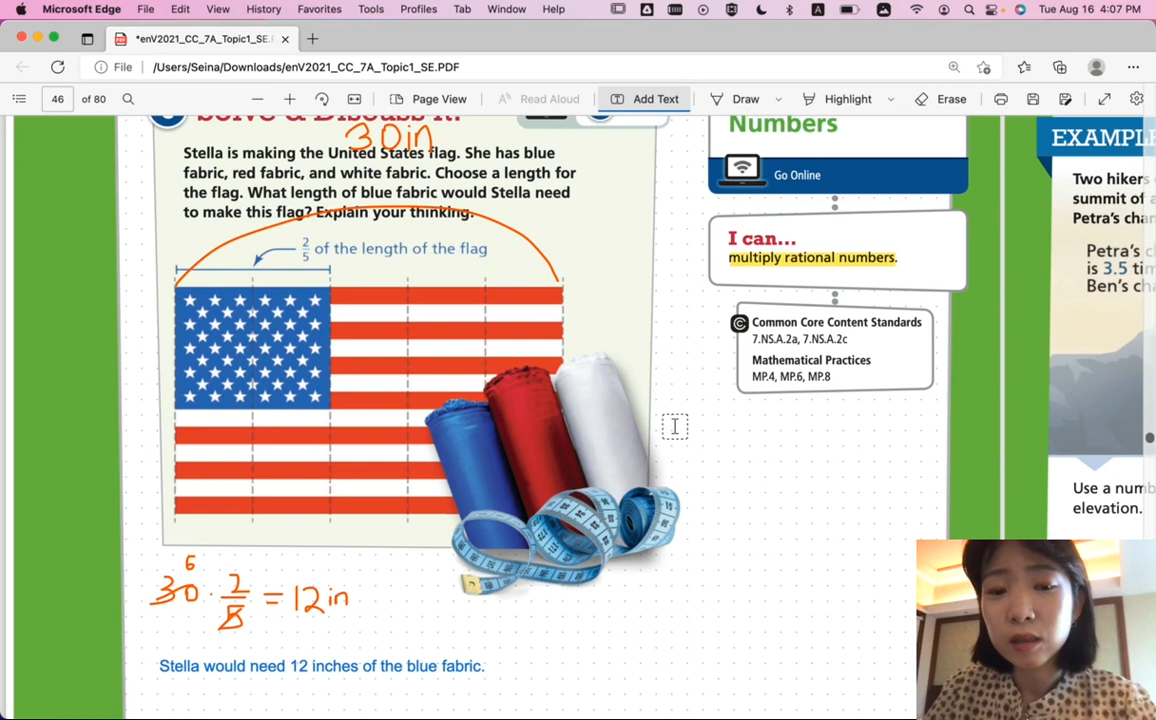 Microsoft Edge File Edit View History Favorites Tools Profiles Tab Window Help A Tue Aug 16 4:07 PM
*enV2021_CC_7A_Topic1_SE.P
File /Users/Seina/Downloads/enV2021_CC_7A_Topic1_SE.PDF
46 of 80 Page View Read Aloud Add Text Draw Highlight Erase
Solve & Discuss It!
30in
Stella is making the United States flag. She has blue
fabric, red fabric, and white fabric. Choose a length for
the flag. What length of blue fabric would Stella need
to make this flag? Explain your thinking.
2/5 of the length of the flag
6
30 · 2/5 = 12in
Stella would need 12 inches of the blue fabric.
Numbers
Go Online
I can...
multiply rational numbers.
Common Core Content Standards
7.NS.A.2a, 7.NS.A.2c
Mathematical Practices
MP.4, MP.6, MP.8
EXAMPL
Two hikers
summit of
Petra's cha
Petra's c
is 3.5 tim
Ben's ch
Use a num
elevation.